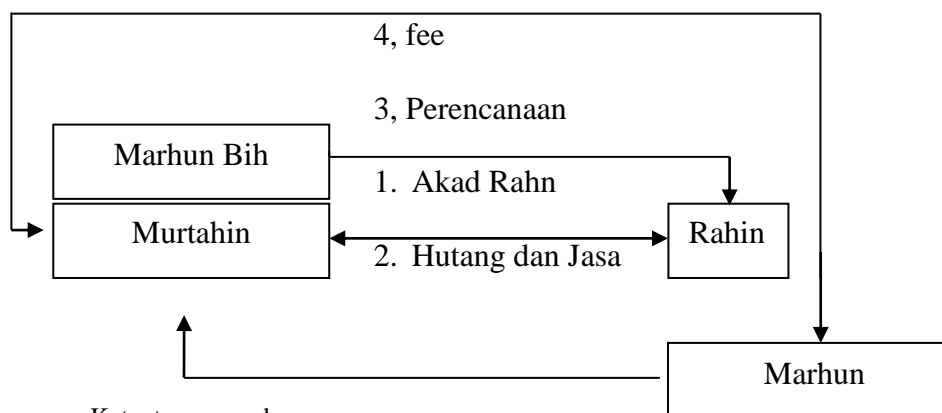 4, fee
3, Perencanaan
Marhun Bih
1. Akad Rahn
Murtahin
Rahin
2. Hutang dan Jasa
Marhun